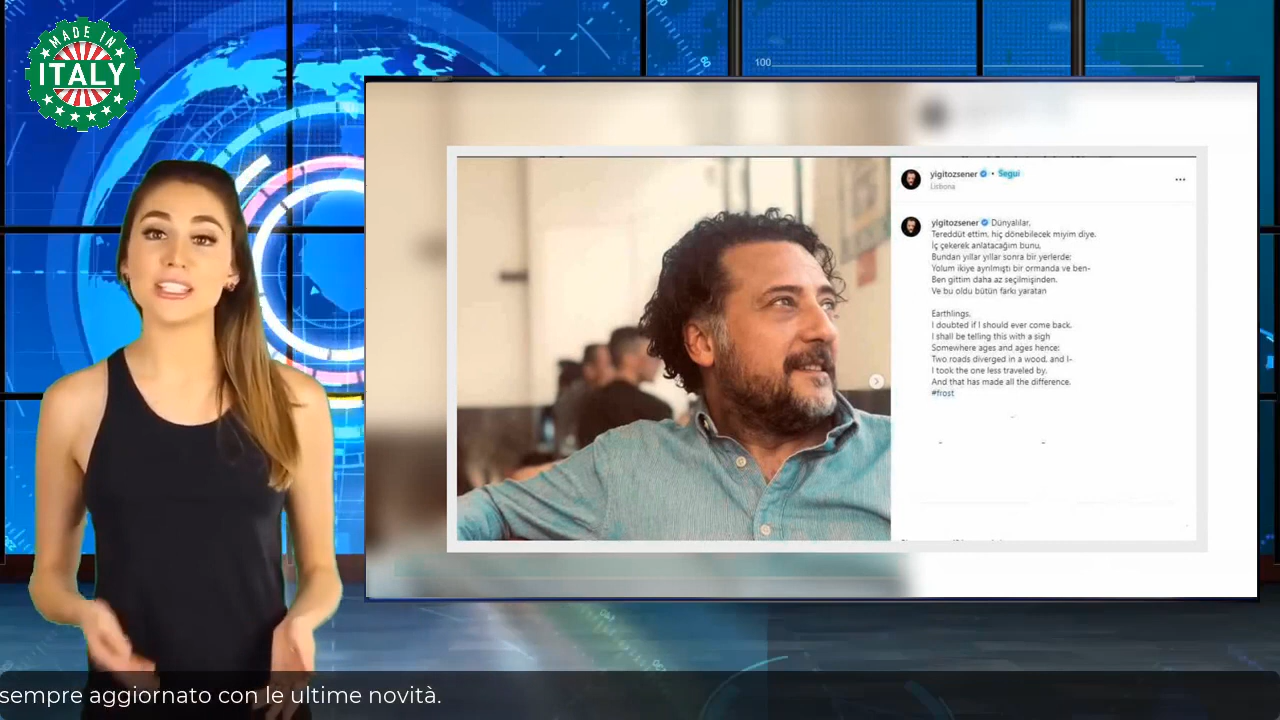 MADE IN
ITALY
100
yigitozsener • Segui
Lisbona
yigitozsener Dünyalılar,
Tereddüt ettim, hiç dönebilecek miyim diye.
İç çekerek anlatacağım bunu,
Bundan yıllar yıllar sonra bir yerlerde:
Yolum ikiye ayrılmıştı bir ormanda ve ben-
Ben gittim daha az seçilmişinden.
Ve bu oldu bütün farkı yaratan
Earthlings,
I doubted if I should ever come back.
I shall be telling this with a sigh
Somewhere ages and ages hence:
Two roads diverged in a wood, and I-
I took the one less traveled by,
And that has made all the difference.
#frost
sempre aggiornato con le ultime novità.